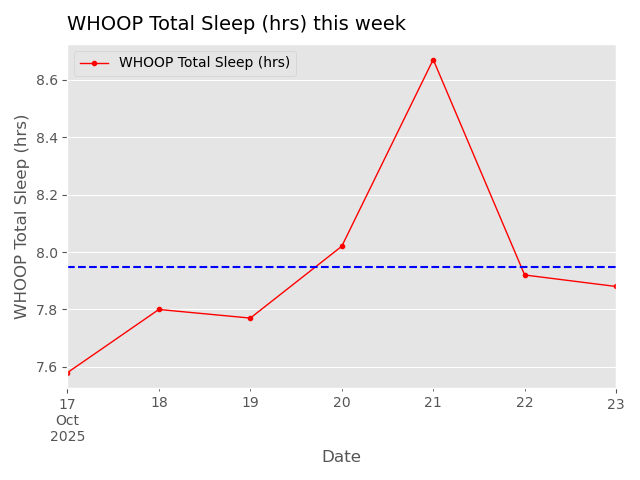 WHOOP Total Sleep (hrs) this week
WHOOP Total Sleep (hrs)
WHOOP Total Sleep (hrs)
8.6
8.4
8.2
8.0
7.8
7.6
17 18 19 20 21 22 23
Oct
2025
Date